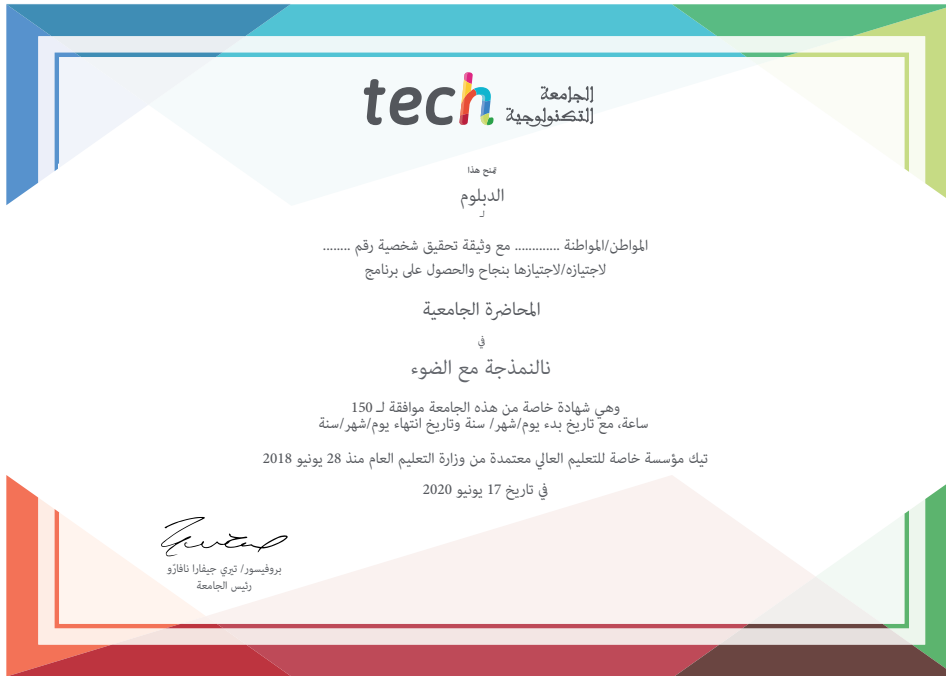 tech الجامعة
التكنولوجية
تمنح هذا
الدبلوم
لـ
المواطن/المواطنة ............. مع وثيقة تحقيق شخصية رقم ........
لاجتيازه/لاجتيازها بنجاح والحصول على برنامج
المحاضرة الجامعية
في
نالنمذجة مع الضوء
وهي شهادة خاصة من هذه الجامعة موافقة لـ 150
ساعة، مع تاريخ بدء يوم/شهر/ سنة وتاريخ انتهاء يوم/شهر/سنة
تيك مؤسسة خاصة للتعليم العالي معتمدة من وزارة التعليم العام منذ 28 يونيو 2018
في تاريخ 17 يونيو 2020
بروفيسور/ تيري جيفارا نافارُو
رئيس الجامعة